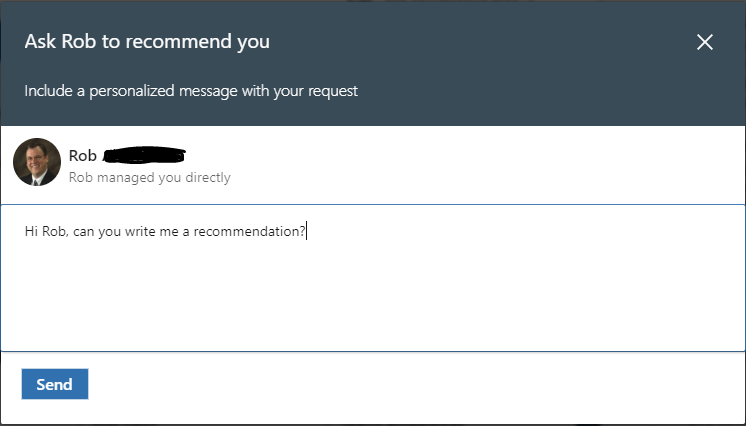 Ask Rob to recommend you
Include a personalized message with your request
Rob
Rob managed you directly
Hi Rob, can you write me a recommendation?
Send